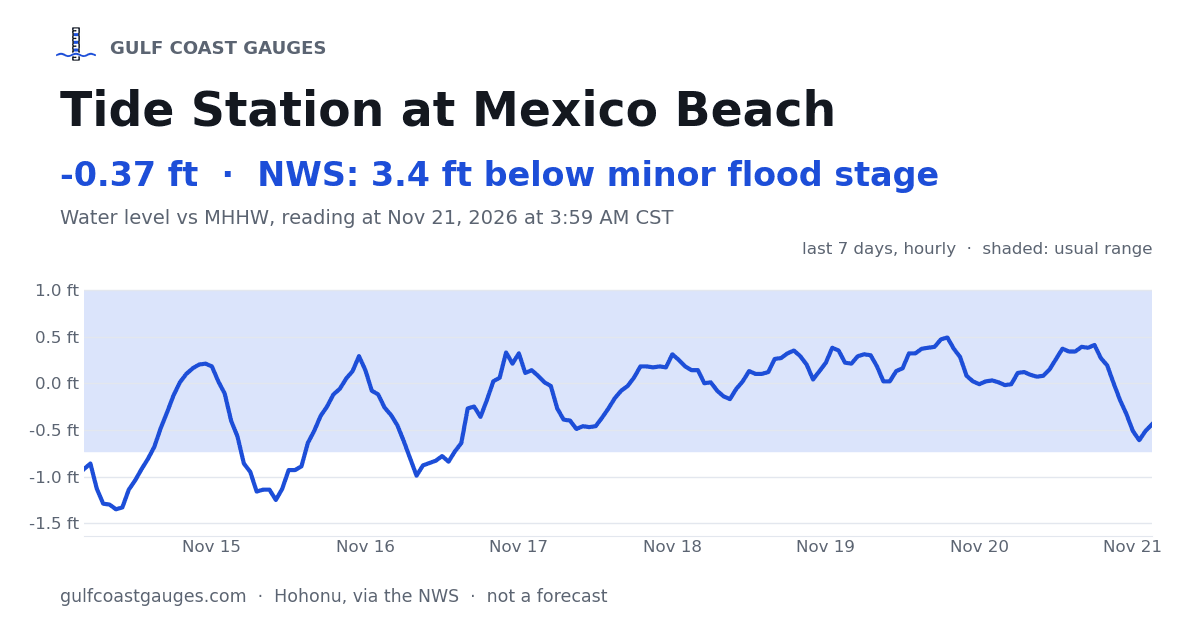 GULF COAST GAUGES
Tide Station at Mexico Beach
-0.37 ft · NWS: 3.4 ft below minor flood stage
Water level vs MHHW, reading at Nov 21, 2026 at 3:59 AM CST
last 7 days, hourly · shaded: usual range
1.0 ft
0.5 ft
0.0 ft
-0.5 ft
-1.0 ft
-1.5 ft
Nov 15 Nov 16 Nov 17 Nov 18 Nov 19 Nov 20 Nov 21
gulfcoastgauges.com · Hohonu, via the NWS · not a forecast